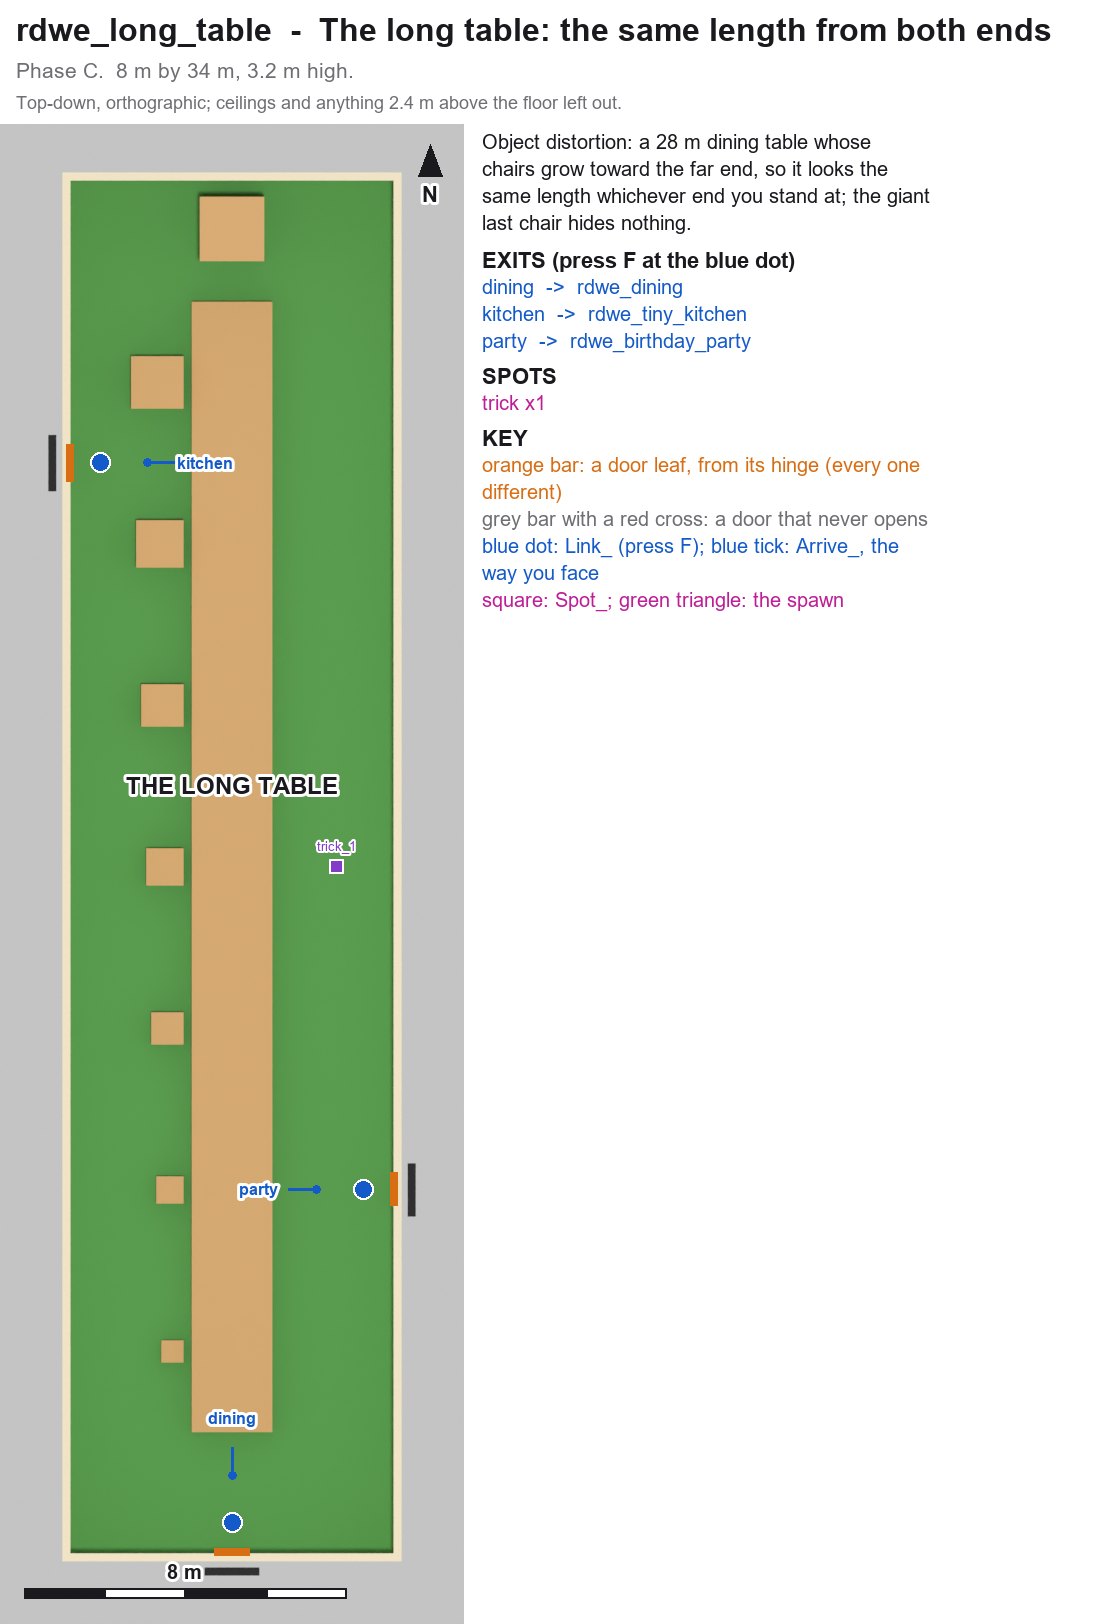 rdwe_long_table - The long table: the same length from both ends
Phase C. 8 m by 34 m, 3.2 m high.
Top-down, orthographic; ceilings and anything 2.4 m above the floor left out.
N
Object distortion: a 28 m dining table whose
chairs grow toward the far end, so it looks the
same length whichever end you stand at; the giant
last chair hides nothing.
EXITS (press F at the blue dot)
dining -> rdwe_dining
kitchen -> rdwe_tiny_kitchen
party -> rdwe_birthday_party
SPOTS
trick x1
KEY
orange bar: a door leaf, from its hinge (every one
different)
grey bar with a red cross: a door that never opens
blue dot: Link_ (press F); blue tick: Arrive_, the
way you face
square: Spot_; green triangle: the spawn
kitchen
THE LONG TABLE
trick_1
party
dining
8 m